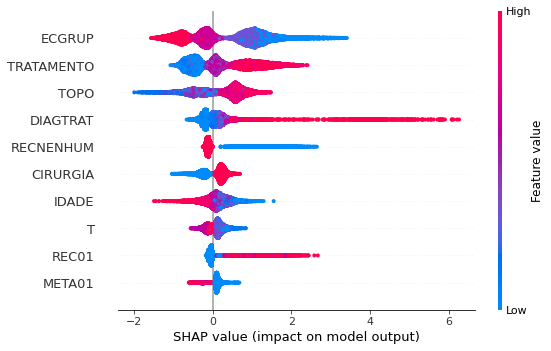 High
ECGRUP
TRATAMENTO
TOPO
DIAGTRAT
RECNENHUM
CIRURGIA
IDADE
T
REC01
META01
Feature value
Low
−2 0 2 4 6
SHAP value (impact on model output)